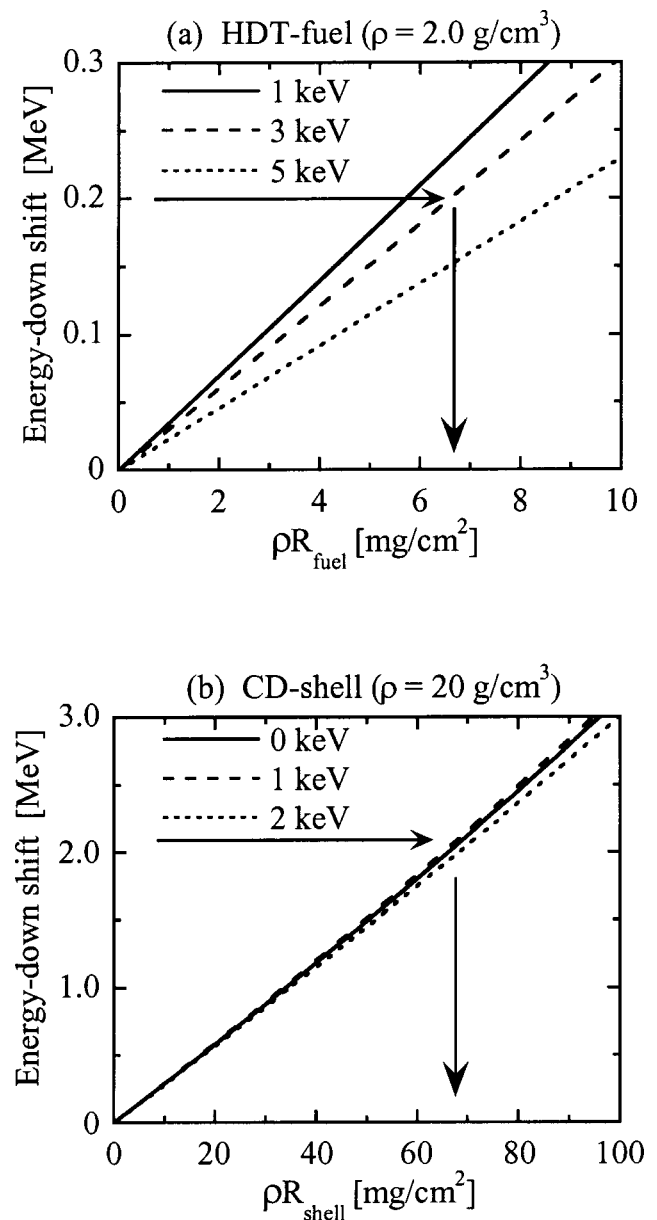 (a) HDT-fuel (ρ = 2.0 g/cm³)
0.3
1 keV
3 keV
5 keV
0.2
0.1
0
Energy-down shift [MeV]
0 2 4 6 8 10
ρR_fuel [mg/cm²]
(b) CD-shell (ρ = 20 g/cm³)
3.0
0 keV
1 keV
2 keV
2.0
1.0
0
Energy-down shift [MeV]
0 20 40 60 80 100
ρR_shell [mg/cm²]